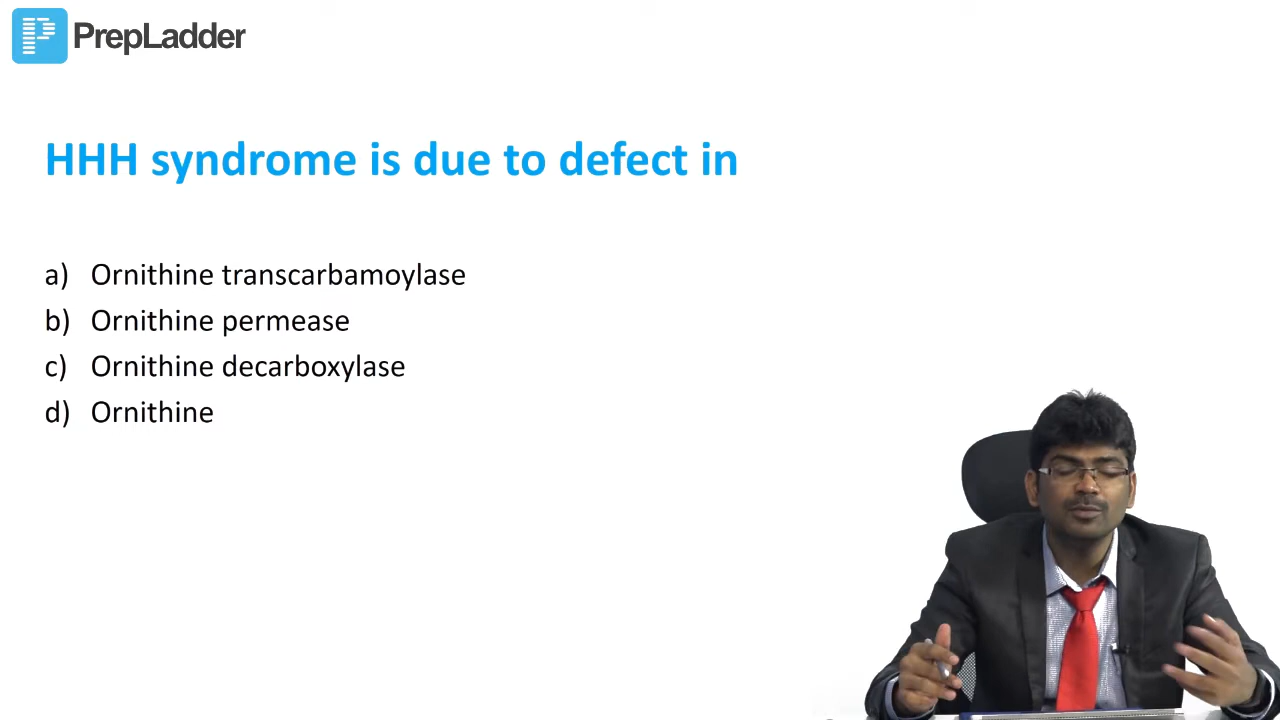 PrepLadder
HHH syndrome is due to defect in
a) Ornithine transcarbamoylase
b) Ornithine permease
c) Ornithine decarboxylase
d) Ornithine